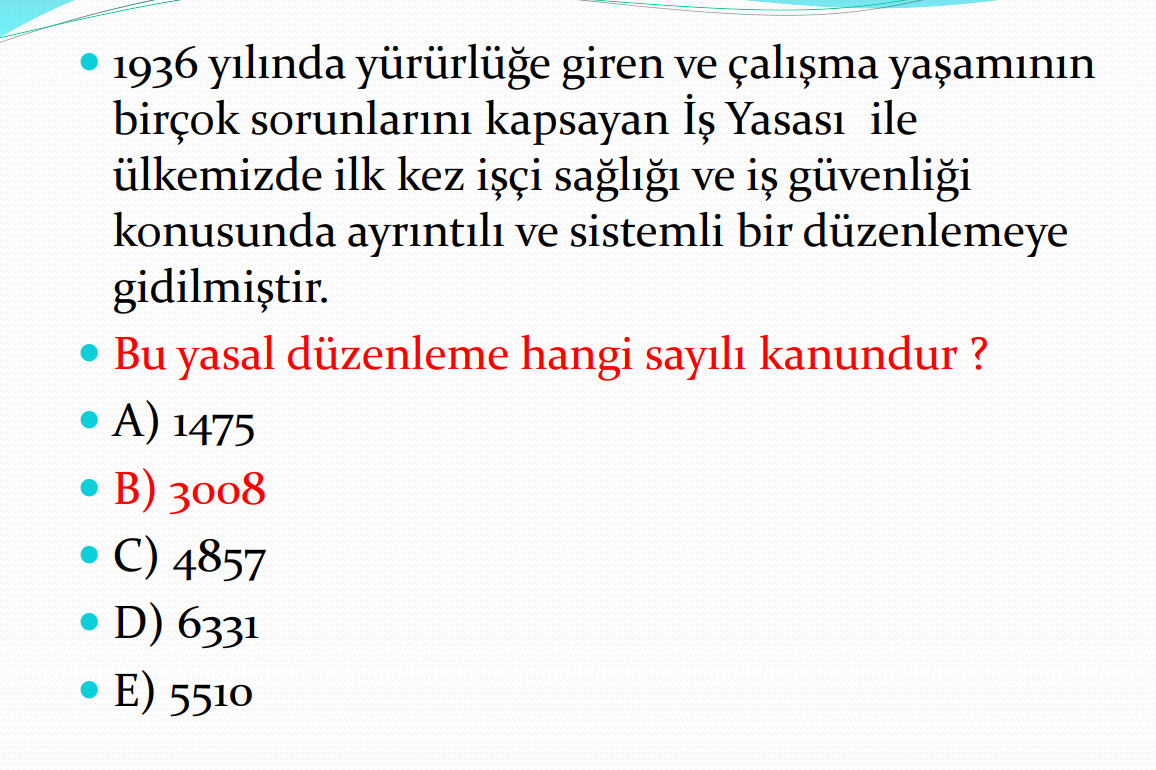 1936 yılında yürürlüğe giren ve çalışma yaşamının
birçok sorunlarını kapsayan İş Yasası ile
ülkemizde ilk kez işçi sağlığı ve iş güvenliği
konusunda ayrıntılı ve sistemli bir düzenlemeye
gidilmiştir.
Bu yasal düzenleme hangi sayılı kanundur ?
A) 1475
B) 3008
C) 4857
D) 6331
E) 5510